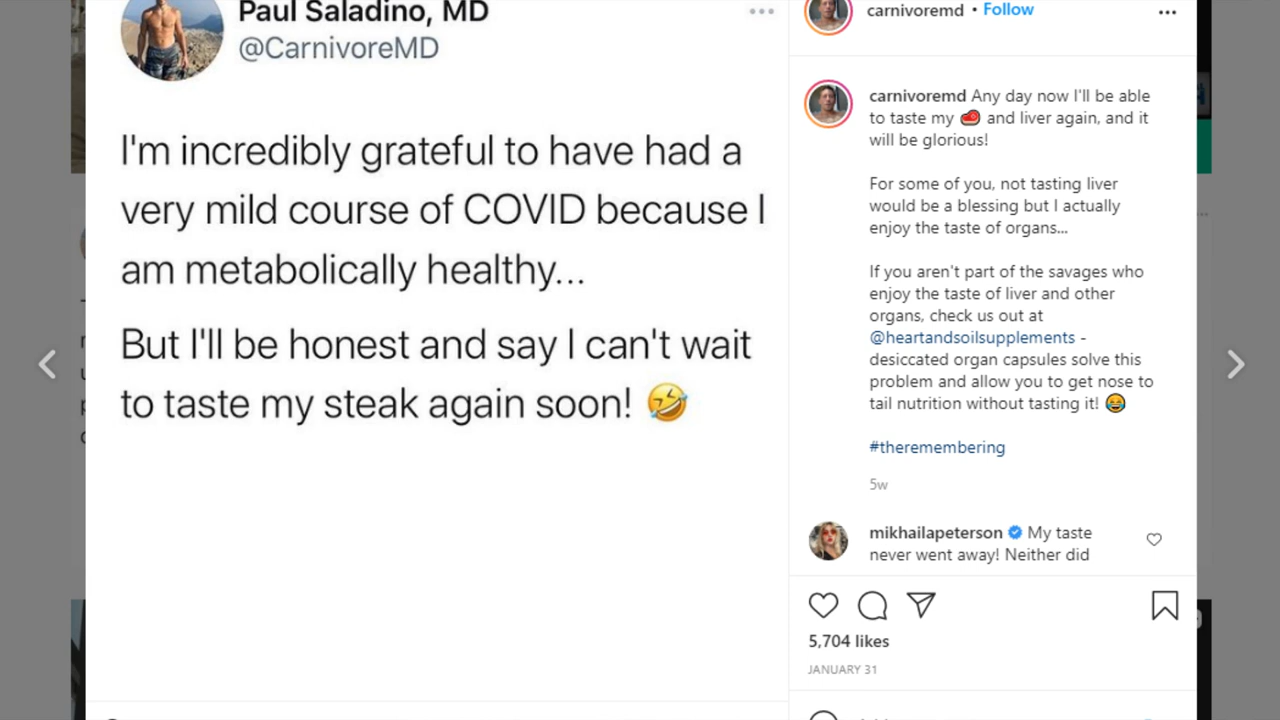 Paul Saladino, MD
@CarnivoreMD
I'm incredibly grateful to have had a
very mild course of COVID because I
am metabolically healthy...
But I'll be honest and say I can't wait
to taste my steak again soon! 🤣
carnivoremd • Follow
carnivoremd Any day now I'll be able
to taste my 🥩 and liver again, and it
will be glorious!
For some of you, not tasting liver
would be a blessing but I actually
enjoy the taste of organs...
If you aren't part of the savages who
enjoy the taste of liver and other
organs, check us out at
@heartandsoilsupplements -
desiccated organ capsules solve this
problem and allow you to get nose to
tail nutrition without tasting it! 😂
#theremembering
5w
mikhailapeterson My taste
never went away! Neither did
5,704 likes
JANUARY 31